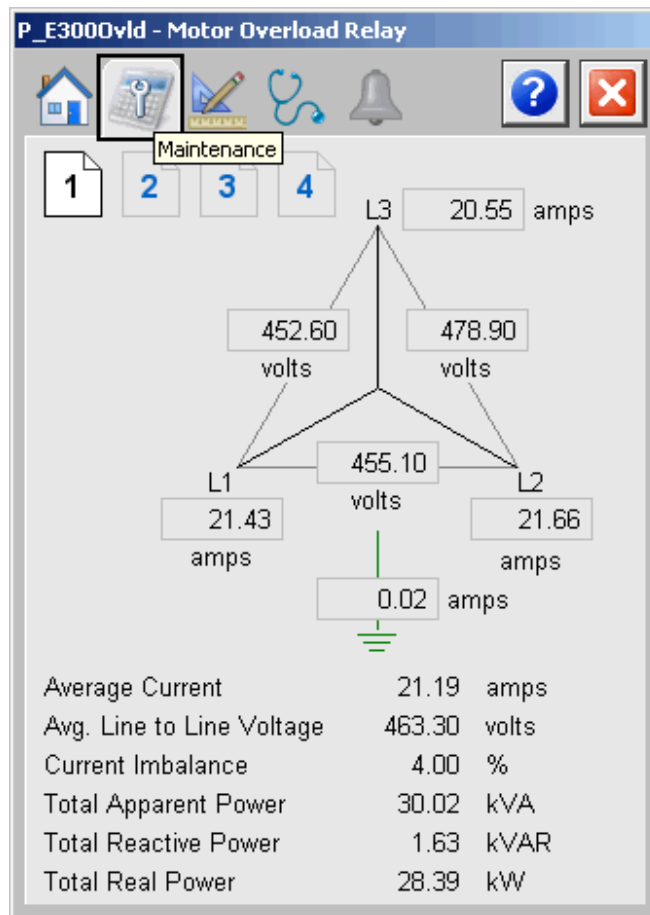 P_E300Ovld - Motor Overload Relay
?
Maintenance
1 2 3 4
L3 20.55 amps
452.60 478.90
volts volts
455.10
L1 L2
volts
21.43 21.66
amps amps
0.02 amps
Average Current 21.19 amps
Avg. Line to Line Voltage 463.30 volts
Current Imbalance 4.00 %
Total Apparent Power 30.02 kVA
Total Reactive Power 1.63 kVAR
Total Real Power 28.39 kW